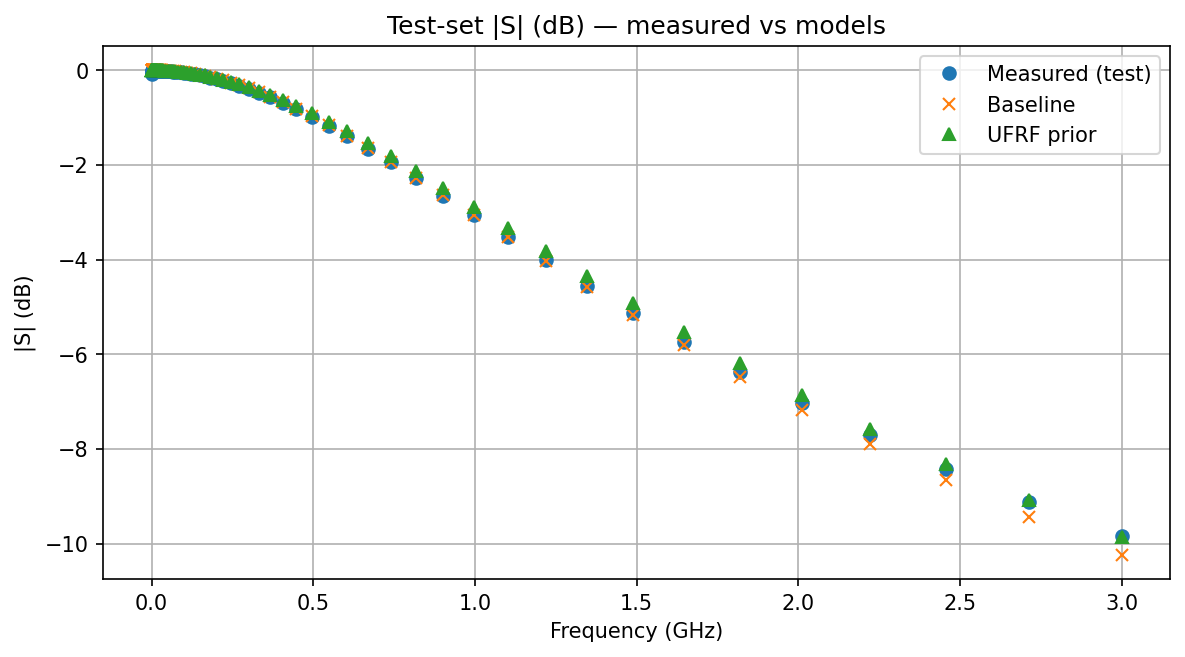 Test-set |S| (dB) — measured vs models
Measured (test)
Baseline
UFRF prior
|S| (dB)
0
−2
−4
−6
−8
−10
0.0 0.5 1.0 1.5 2.0 2.5 3.0
Frequency (GHz)